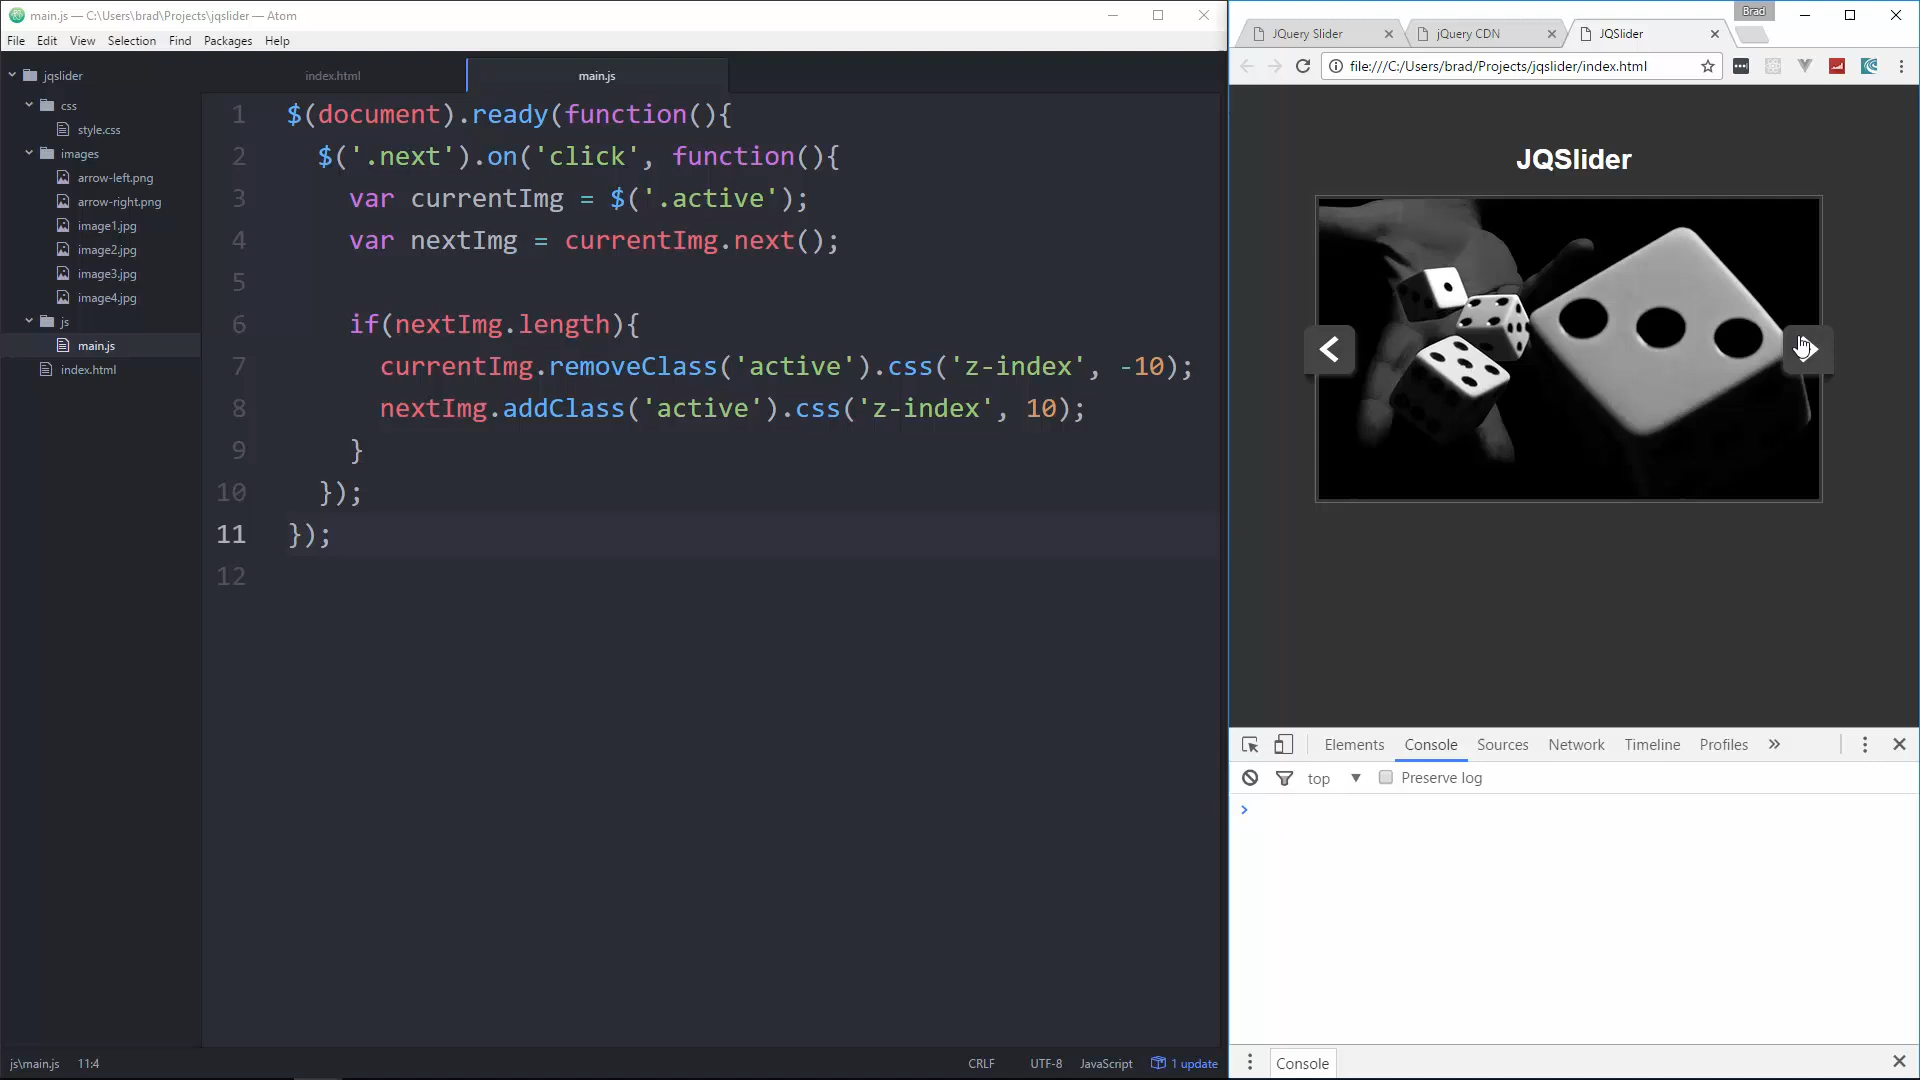 main.js — C:\Users\brad\Projects\jqslider — Atom
File Edit View Selection Find Packages Help
jqslider
css
style.css
images
arrow-left.png
arrow-right.png
image1.jpg
image2.jpg
image3.jpg
image4.jpg
js
main.js
index.html
index.html main.js
1 $(document).ready(function(){
2 $('.next').on('click', function(){
3 var currentImg = $('.active');
4 var nextImg = currentImg.next();
5
6 if(nextImg.length){
7 currentImg.removeClass('active').css('z-index', -10);
8 nextImg.addClass('active').css('z-index', 10);
9 }
10 });
11 });
12
js\main.js 11:4
CRLF UTF-8 JavaScript 1 update
Brad
JQuery Slider jQuery CDN JQSlider
file:///C:/Users/brad/Projects/jqslider/index.html
JQSlider
Elements Console Sources Network Timeline Profiles »
top Preserve log
>
Console